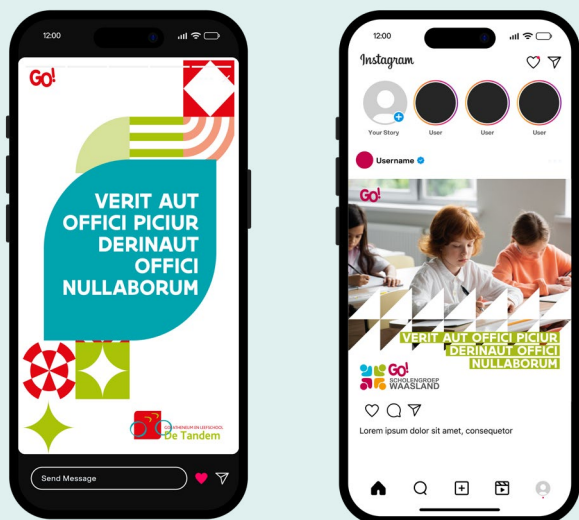 12:00
GO!
VERIT AUT
OFFICI PICIUR
DERINAUT
OFFICI
NULLABORUM
De Tandem
Send Message
12:00
Instagram
Your Story
User
User
User
Username
GO!
VERIT AUT OFFICI PICIUR
DERINAUT OFFICI
NULLABORUM
GO!
SCHOLENGROEP
WAASLAND
Lorem ipsum dolor sit amet, consequetor